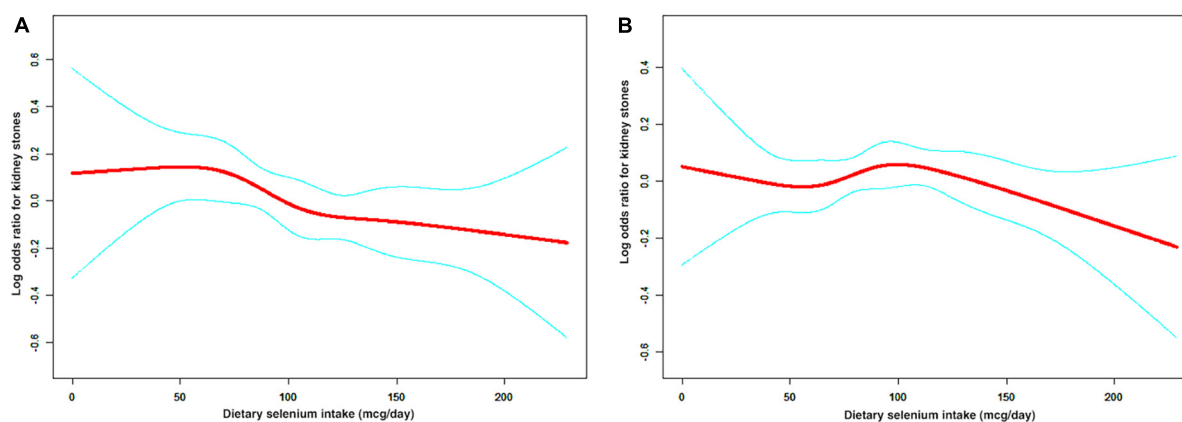 A
Log odds ratio for kidney stones
0.6
0.4
0.2
0.0
-0.2
-0.4
-0.6
0 50 100 150 200
Dietary selenium intake (mcg/day)
B
Log odds ratio for kidney stones
0.4
0.2
0.0
-0.2
-0.4
-0.6
0 50 100 150 200
Dietary selenium intake (mcg/day)